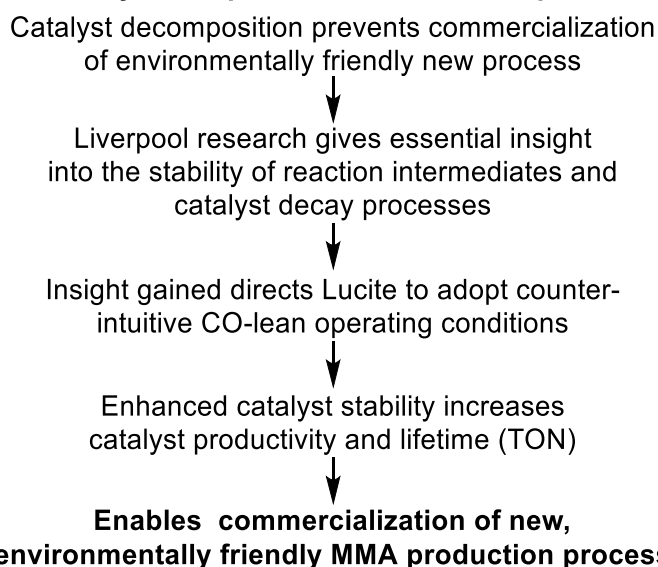 Catalyst decomposition prevents commercialization
of environmentally friendly new process
Liverpool research gives essential insight
into the stability of reaction intermediates and
catalyst decay processes
Insight gained directs Lucite to adopt counter-
intuitive CO-lean operating conditions
Enhanced catalyst stability increases
catalyst productivity and lifetime (TON)
Enables commercialization of new,
environmentally friendly MMA production process